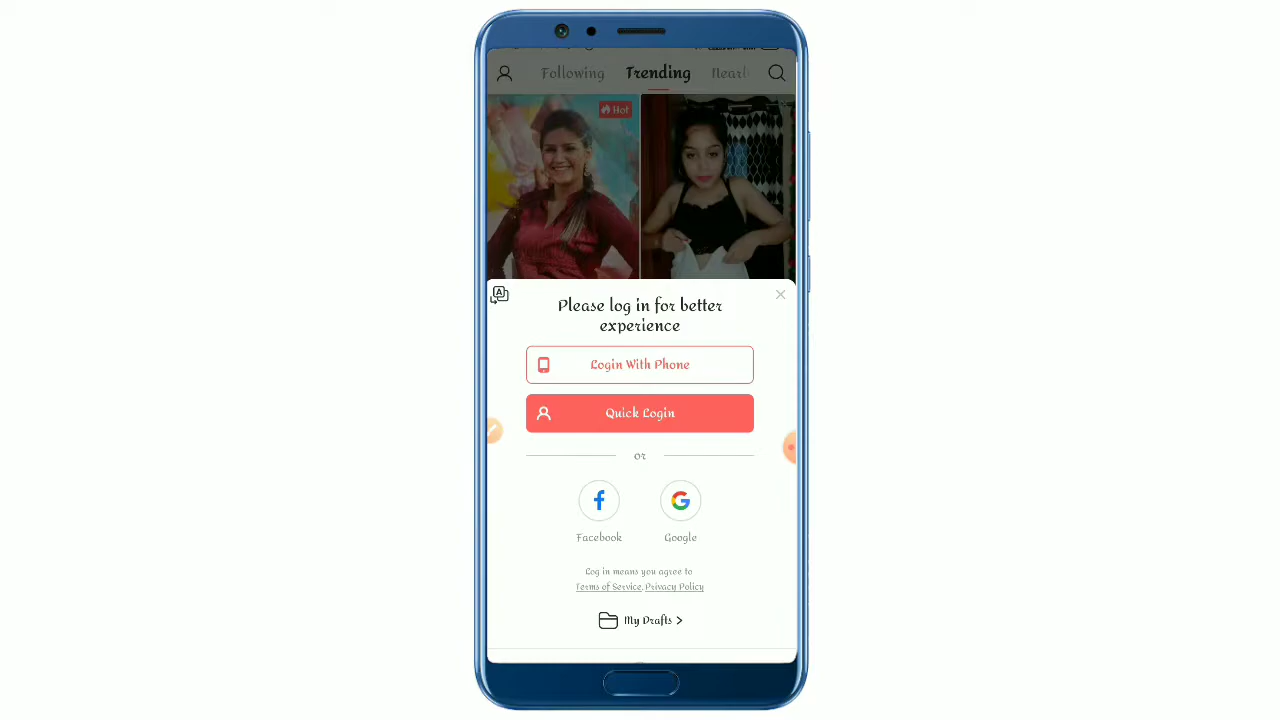 Following Trending
Hot
Please log in for better
experience
Login With Phone
Quick Login
or
Facebook Google
Log in means you agree to
Terms of Service, Privacy Policy
My Drafts